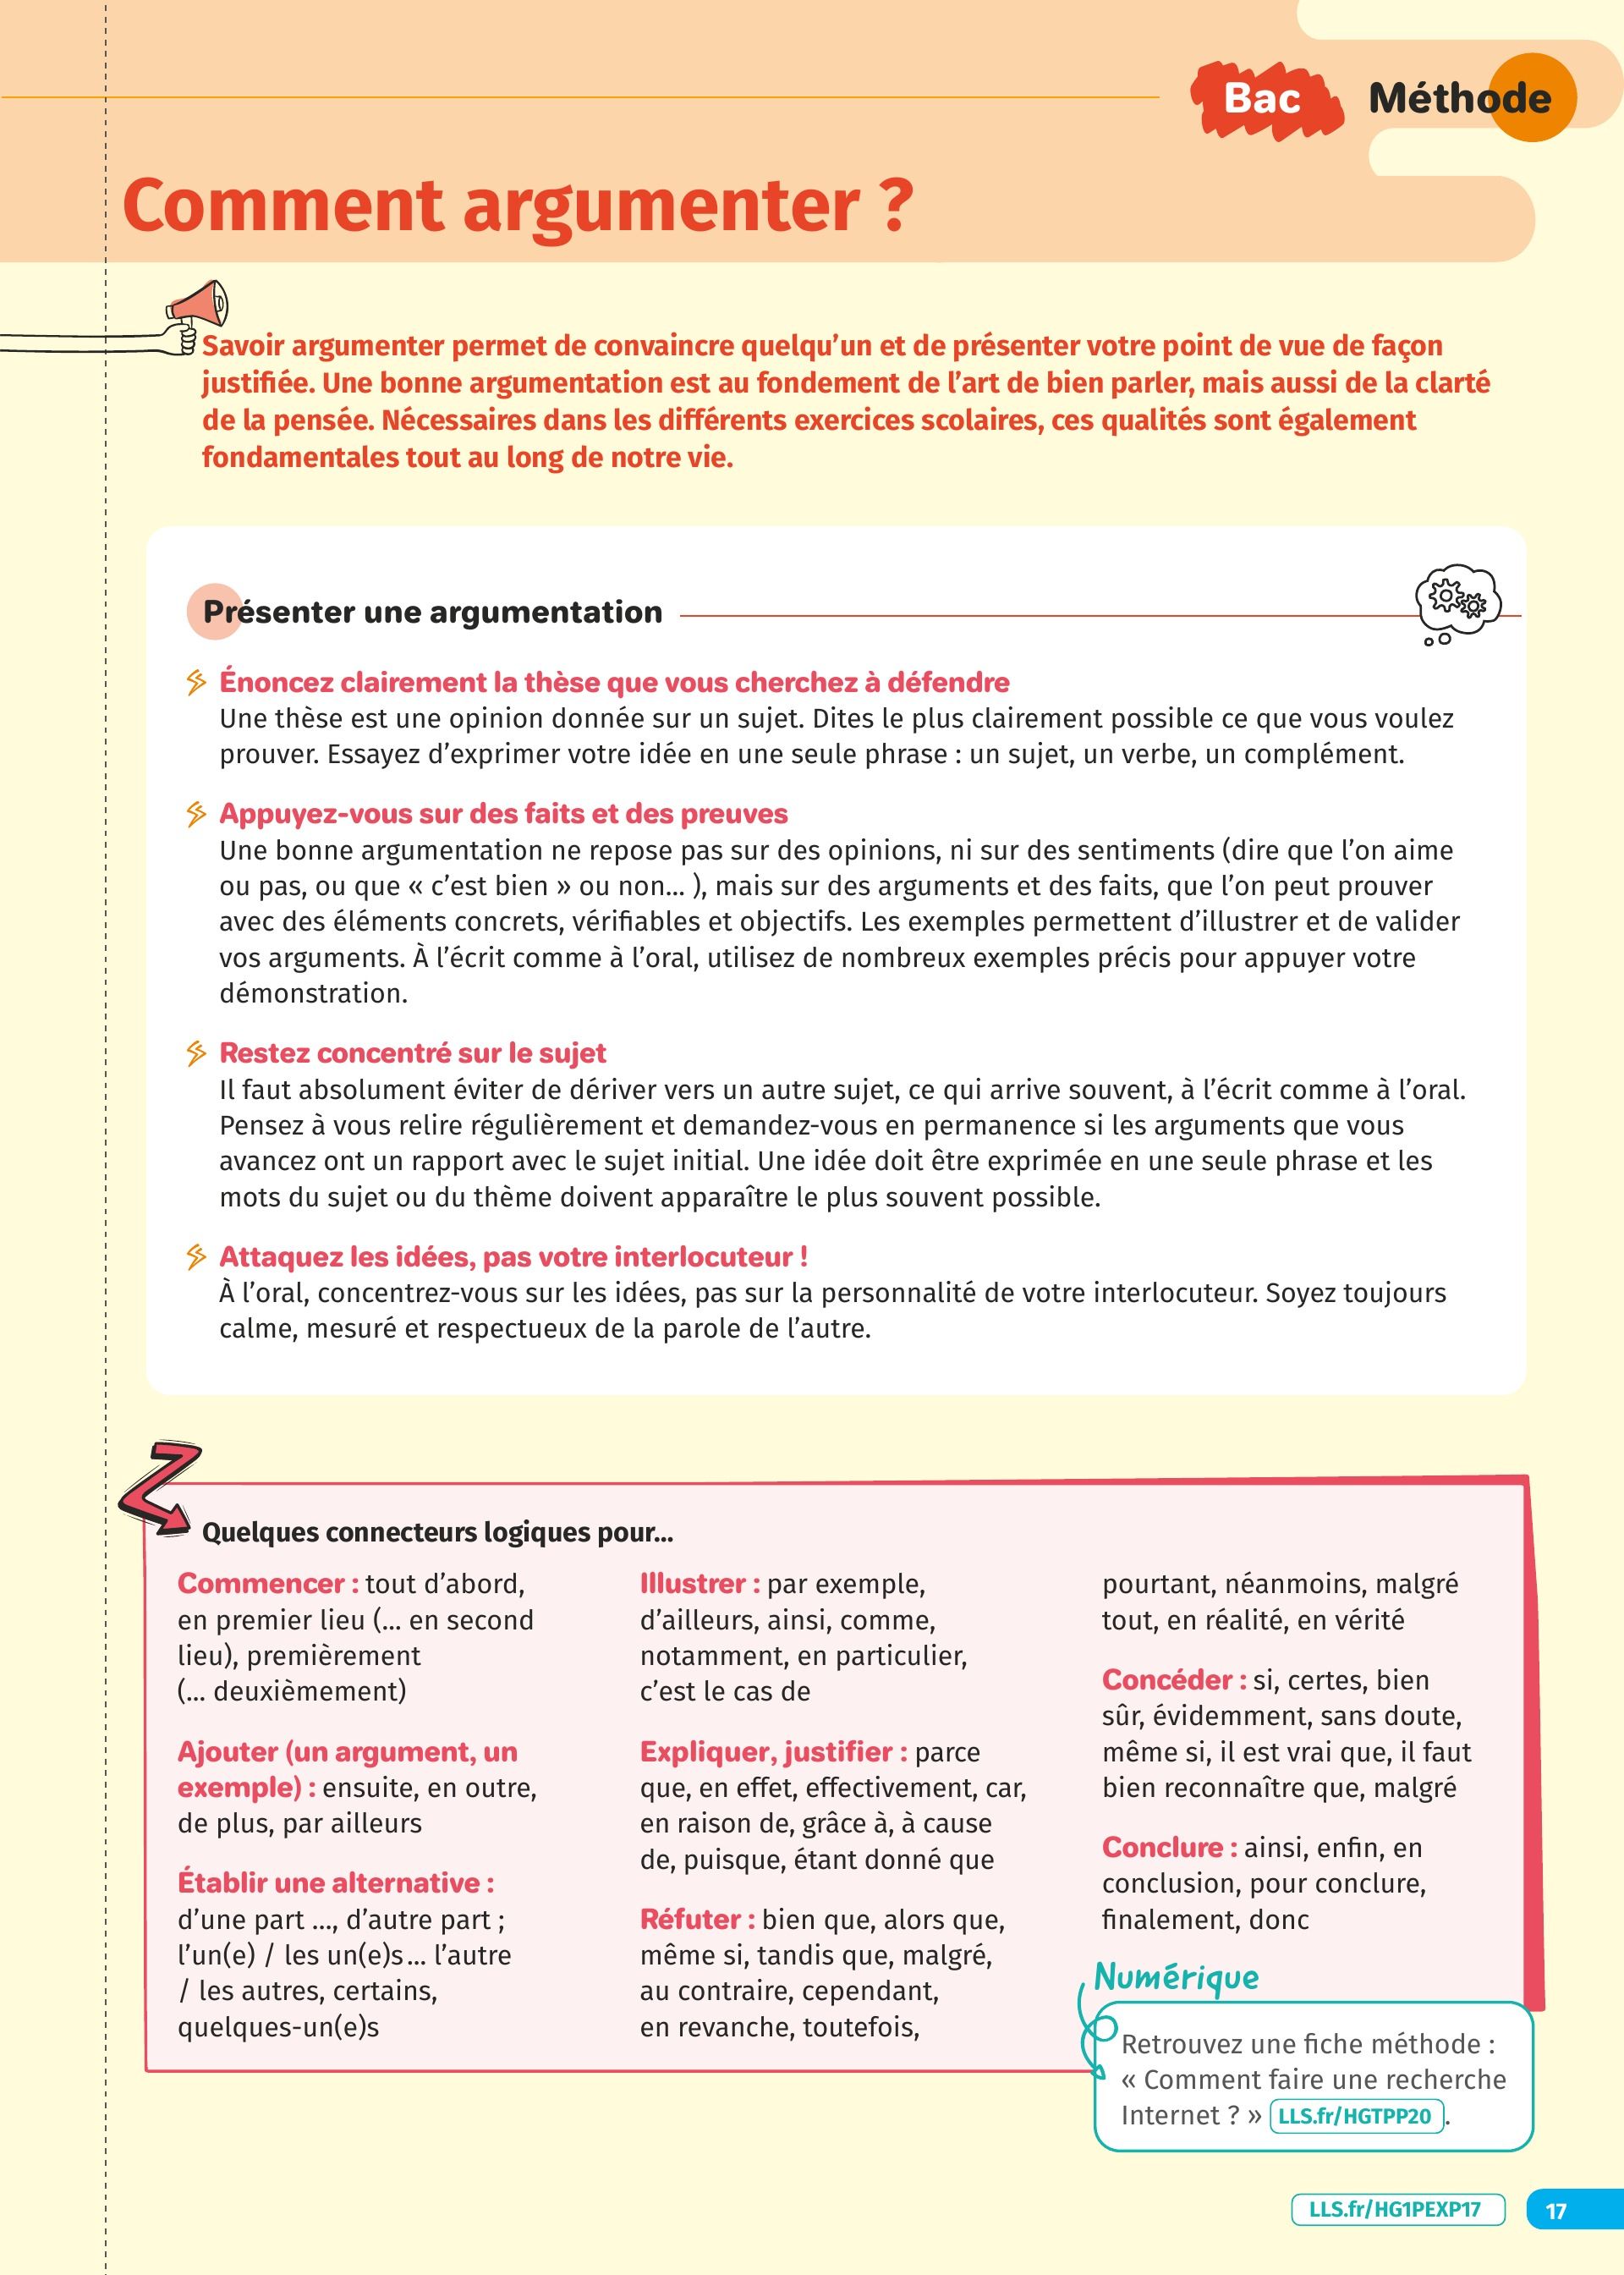 Bac Méthode
Comment argumenter ?
Savoir argumenter permet de convaincre quelqu’un et de présenter votre point de vue de façon
justifiée. Une bonne argumentation est au fondement de l’art de bien parler, mais aussi de la clarté
de la pensée. Nécessaires dans les différents exercices scolaires, ces qualités sont également
fondamentales tout au long de notre vie.
Présenter une argumentation
Énoncez clairement la thèse que vous cherchez à défendre
Une thèse est une opinion donnée sur un sujet. Dites le plus clairement possible ce que vous voulez
prouver. Essayez d’exprimer votre idée en une seule phrase : un sujet, un verbe, un complément.
Appuyez-vous sur des faits et des preuves
Une bonne argumentation ne repose pas sur des opinions, ni sur des sentiments (dire que l’on aime
ou pas, ou que « c’est bien » ou non… ), mais sur des arguments et des faits, que l’on peut prouver
avec des éléments concrets, vérifiables et objectifs. Les exemples permettent d’illustrer et de valider
vos arguments. À l’écrit comme à l’oral, utilisez de nombreux exemples précis pour appuyer votre
démonstration.
Restez concentré sur le sujet
Il faut absolument éviter de dériver vers un autre sujet, ce qui arrive souvent, à l’écrit comme à l’oral.
Pensez à vous relire régulièrement et demandez-vous en permanence si les arguments que vous
avancez ont un rapport avec le sujet initial. Une idée doit être exprimée en une seule phrase et les
mots du sujet ou du thème doivent apparaître le plus souvent possible.
Attaquez les idées, pas votre interlocuteur !
À l’oral, concentrez-vous sur les idées, pas sur la personnalité de votre interlocuteur. Soyez toujours
calme, mesuré et respectueux de la parole de l’autre.
Quelques connecteurs logiques pour…
Commencer : tout d’abord,
en premier lieu (… en second
lieu), premièrement
(… deuxièmement)
Ajouter (un argument, un
exemple) : ensuite, en outre,
de plus, par ailleurs
Établir une alternative :
d’une part …, d’autre part ;
l’un(e) / les un(e)s… l’autre
/ les autres, certains,
quelques-un(e)s
Illustrer : par exemple,
d’ailleurs, ainsi, comme,
notamment, en particulier,
c’est le cas de
Expliquer, justifier : parce
que, en effet, effectivement, car,
en raison de, grâce à, à cause
de, puisque, étant donné que
Réfuter : bien que, alors que,
même si, tandis que, malgré,
au contraire, cependant,
en revanche, toutefois,
pourtant, néanmoins, malgré
tout, en réalité, en vérité
Concéder : si, certes, bien
sûr, évidemment, sans doute,
même si, il est vrai que, il faut
bien reconnaître que, malgré
Conclure : ainsi, enfin, en
conclusion, pour conclure,
finalement, donc
Numérique
Retrouvez une fiche méthode :
« Comment faire une recherche
Internet ? » LLS.fr/HGTPP20 .
LLS.fr/HG1PEXP17
17